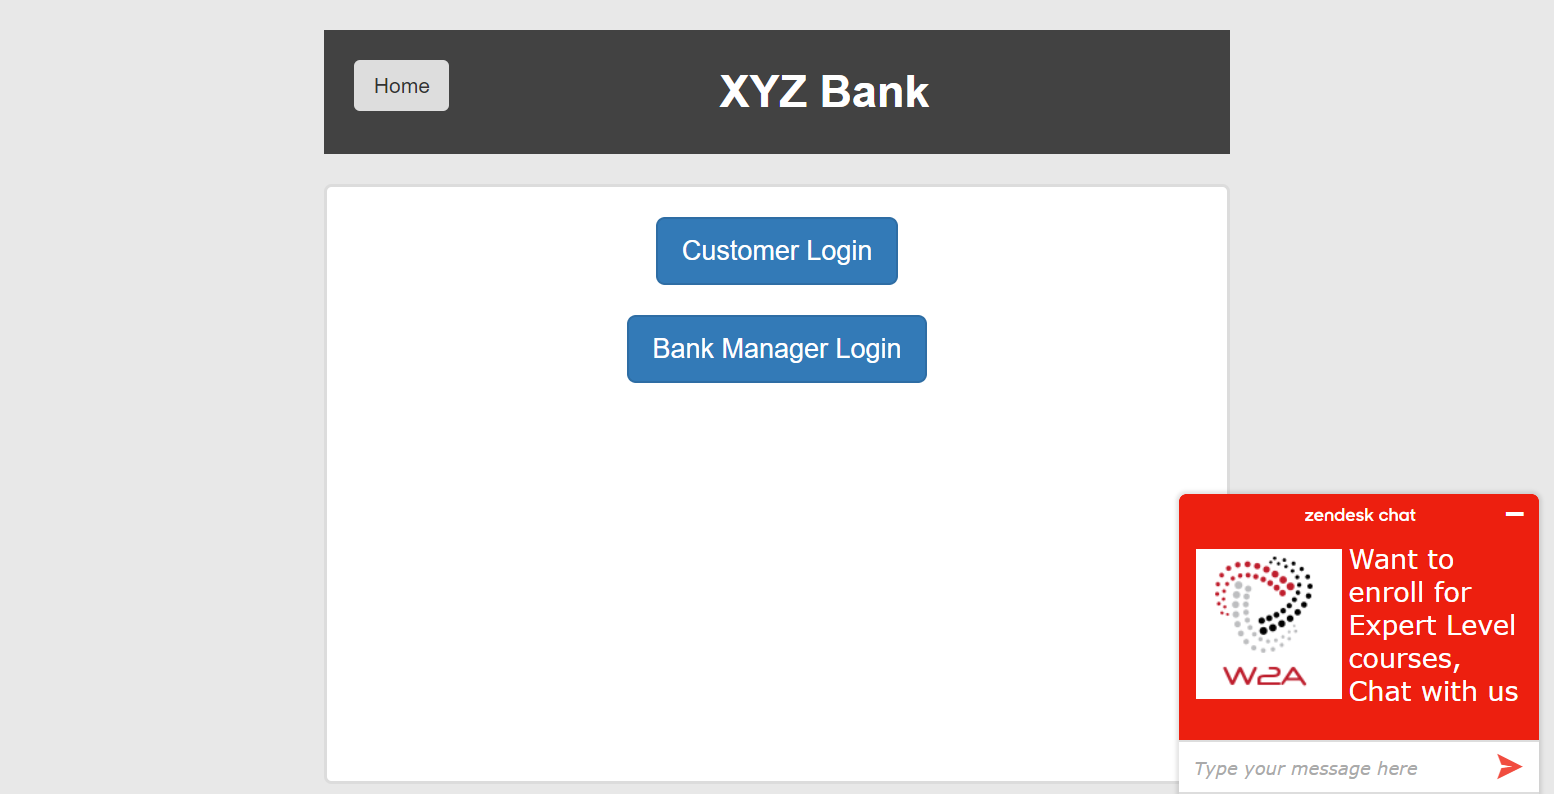 Home
XYZ Bank
Customer Login
Bank Manager Login
zendesk chat
Want to
enroll for
Expert Level
courses,
Chat with us
W2A
Type your message here